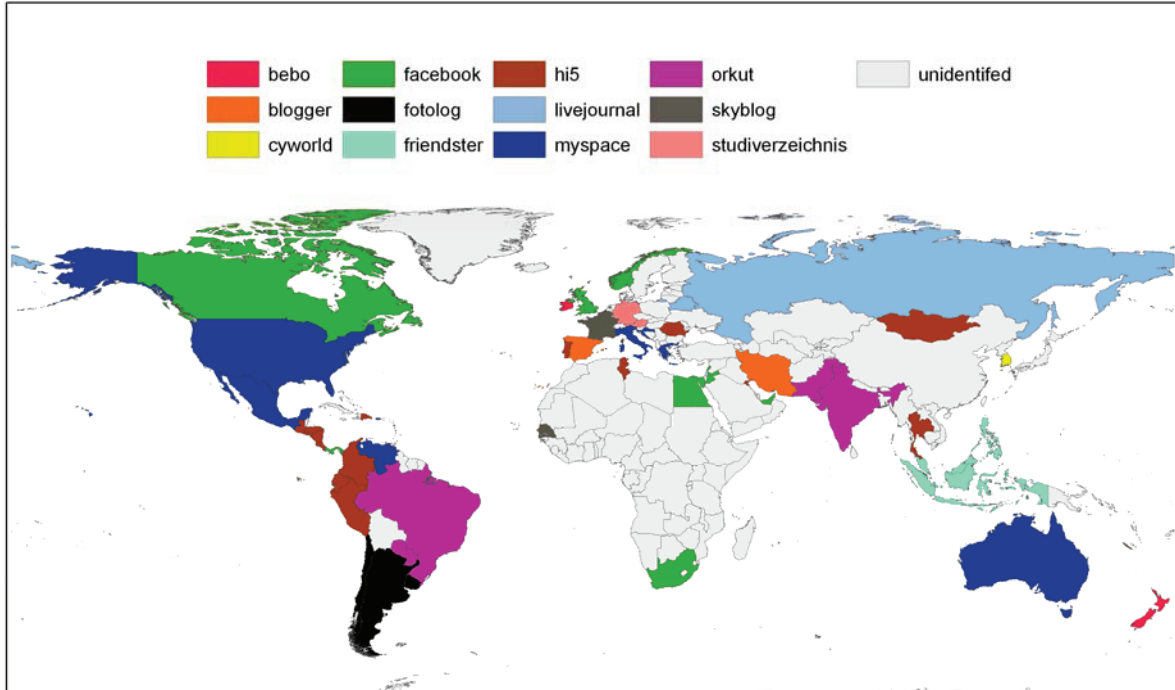 bebo facebook hi5 orkut unidentifed
blogger fotolog livejournal skyblog
cyworld friendster myspace studiverzeichnis